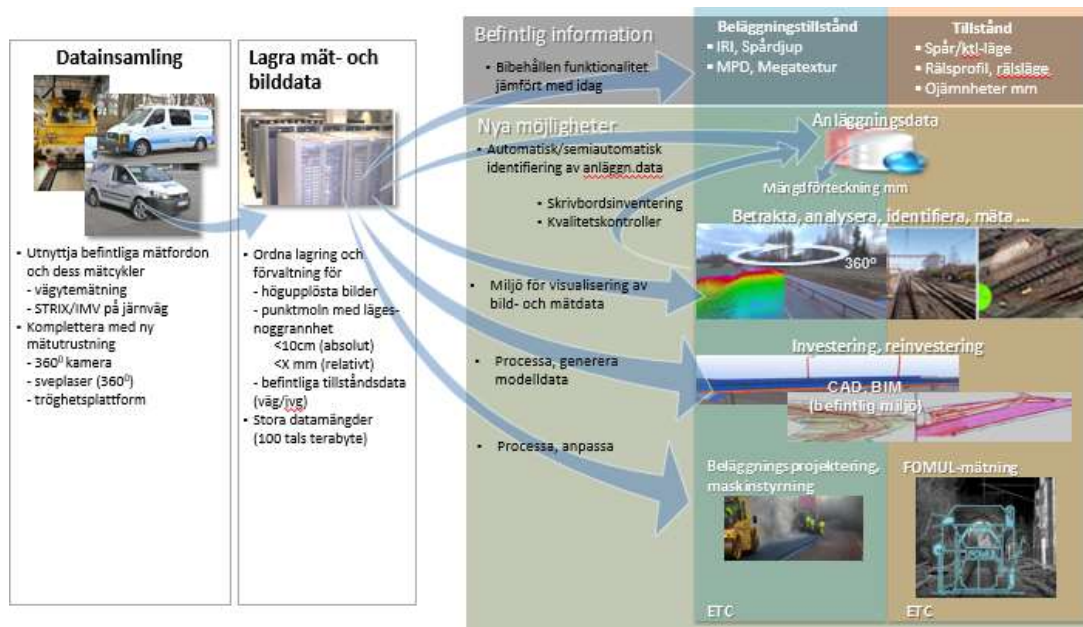 Datainsamling
Utnyttja befintliga mätfordon
och dess mätcykler
- vägytemätning
- STRIX/IMV på järnväg
Komplettera med ny
mätutrustning
- 360⁰ kamera
- sveplaser (360⁰)
- tröghetsplattform
Lagra mät- och
bilddata
Ordna lagring och
förvaltning för
- högupplösta bilder
- punktmoln med läges-
noggrannhet
<10cm (absolut)
<X mm (relativt)
- befintliga tillståndsdata
(väg/jvg)
Stora datamängder
(100 tals terabyte)
Befintlig information
Bibehållen funktionalitet
jämfört med idag
Nya möjligheter
Automatisk/semiautomatisk
identifiering av anläggn.data
Skrivbordsinventering
Kvalitetskontroller
Miljö för visualisering av
bild- och mätdata
Processa, generera
modelldata
Processa, anpassa
Beläggningstillstånd
IRI, Spårdjup
MPD, Megatextur
Tillstånd
Spår/ktl-läge
Rälsprofil, rälsläge
Ojämnheter mm
Anläggningsdata
Mängdförteckning mm
Betrakta, analysera, identifiera, mäta ...
360⁰
Investering, reinvestering
CAD, BIM
(befintlig miljö)
Beläggningsprojektering,
maskinstyrning
ETC
FOMUL-mätning
FOMUL
ETC